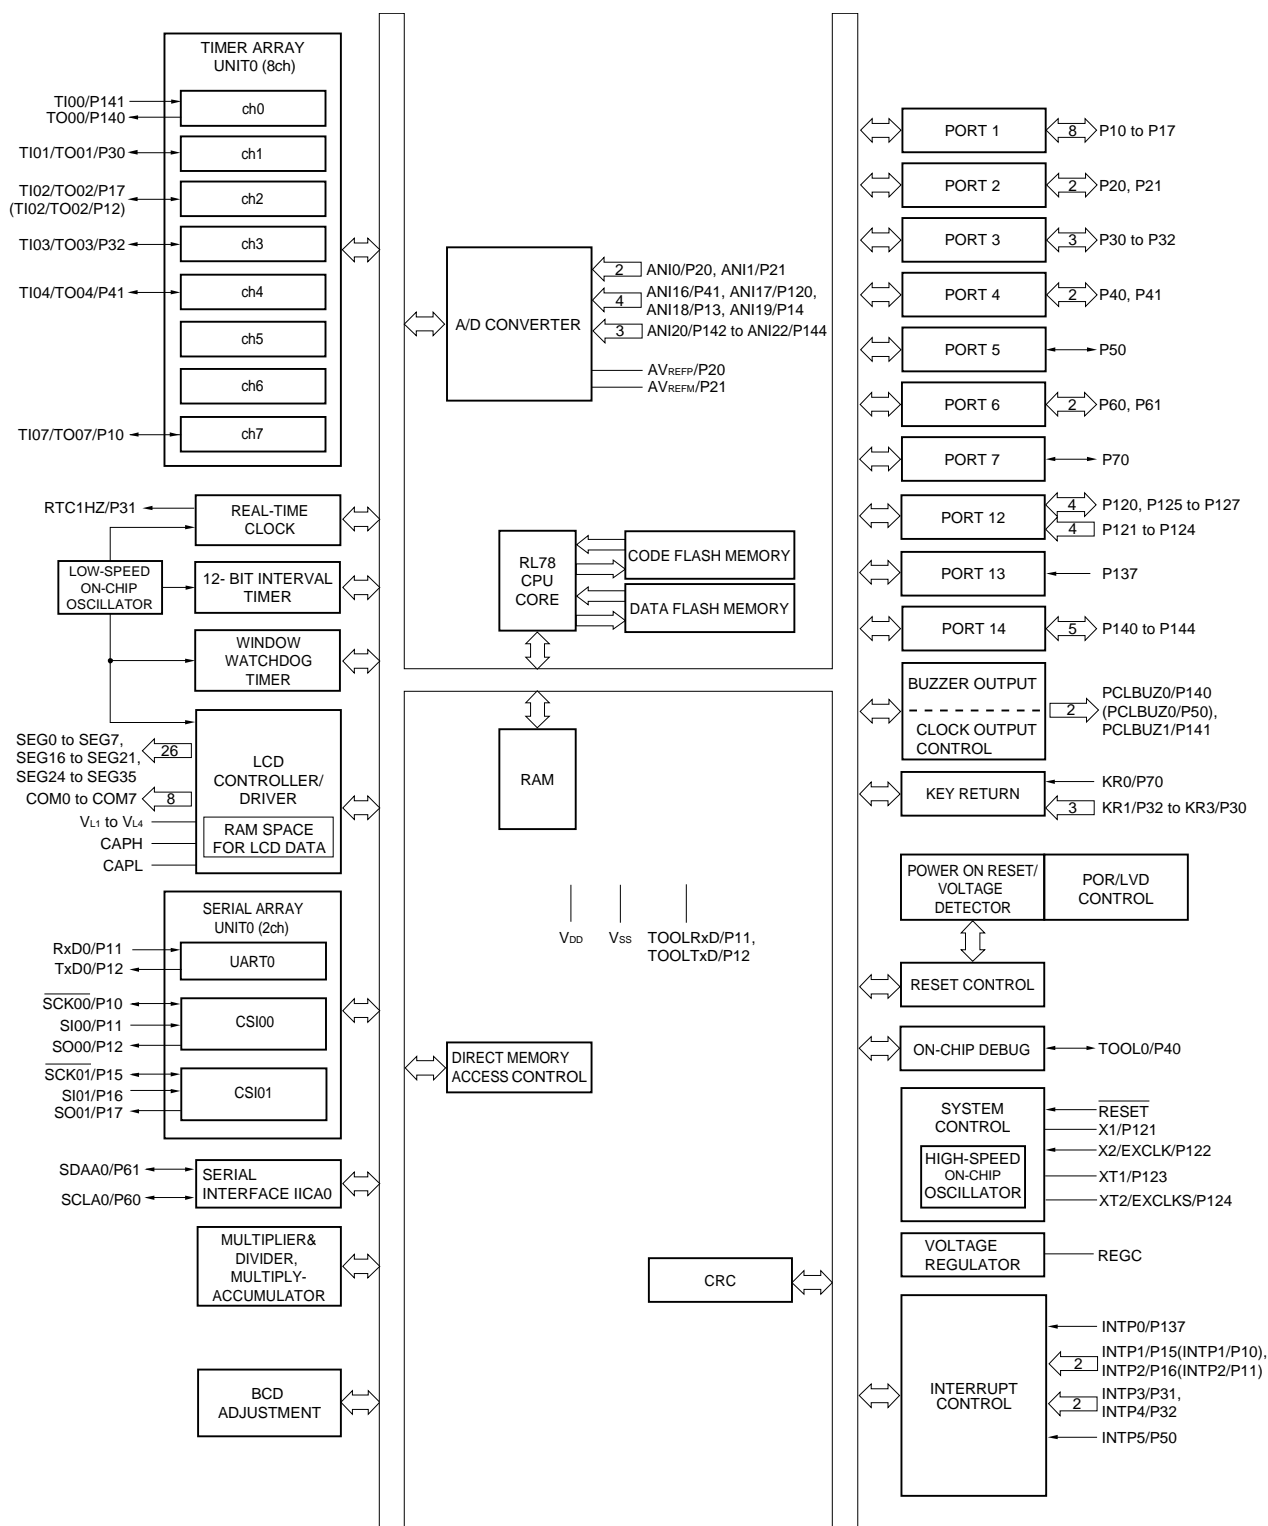 TIMER ARRAY
UNIT0 (8ch)
TI00/P141
TO00/P140
ch0
TI01/TO01/P30
ch1
TI02/TO02/P17
(TI02/TO02/P12)
ch2
TI03/TO03/P32
ch3
TI04/TO04/P41
ch4
ch5
ch6
TI07/TO07/P10
ch7
RTC1HZ/P31
REAL-TIME
CLOCK
LOW-SPEED
ON-CHIP
OSCILLATOR
12- BIT INTERVAL
TIMER
WINDOW
WATCHDOG
TIMER
SEG0 to SEG7,
SEG16 to SEG21,
SEG24 to SEG35
26
COM0 to COM7
8
VL1 to VL4
CAPH
CAPL
LCD
CONTROLLER/
DRIVER
RAM SPACE
FOR LCD DATA
SERIAL ARRAY
UNIT0 (2ch)
RxD0/P11
TxD0/P12
UART0
SCK00/P10
SI00/P11
SO00/P12
CSI00
SCK01/P15
SI01/P16
SO01/P17
CSI01
SDAA0/P61
SCLA0/P60
SERIAL
INTERFACE IICA0
MULTIPLIER&
DIVIDER,
MULTIPLY-
ACCUMULATOR
BCD
ADJUSTMENT
A/D CONVERTER
2
ANI0/P20, ANI1/P21
4
ANI16/P41, ANI17/P120,
ANI18/P13, ANI19/P14
3
ANI20/P142 to ANI22/P144
AVREFP/P20
AVREFM/P21
RL78
CPU
CORE
CODE FLASH MEMORY
DATA FLASH MEMORY
RAM
VDD
VSS
TOOLRxD/P11,
TOOLTxD/P12
DIRECT MEMORY
ACCESS CONTROL
CRC
PORT 1
8
P10 to P17
PORT 2
2
P20, P21
PORT 3
3
P30 to P32
PORT 4
2
P40, P41
PORT 5
P50
PORT 6
2
P60, P61
PORT 7
P70
PORT 12
4
P120, P125 to P127
4
P121 to P124
PORT 13
P137
PORT 14
5
P140 to P144
BUZZER OUTPUT
CLOCK OUTPUT
CONTROL
2
PCLBUZ0/P140
(PCLBUZ0/P50),
PCLBUZ1/P141
KEY RETURN
KR0/P70
3
KR1/P32 to KR3/P30
POWER ON RESET/
VOLTAGE
DETECTOR
POR/LVD
CONTROL
RESET CONTROL
ON-CHIP DEBUG
TOOL0/P40
SYSTEM
CONTROL
HIGH-SPEED
ON-CHIP
OSCILLATOR
RESET
X1/P121
X2/EXCLK/P122
XT1/P123
XT2/EXCLKS/P124
VOLTAGE
REGULATOR
REGC
INTERRUPT
CONTROL
INTP0/P137
2
INTP1/P15(INTP1/P10),
INTP2/P16(INTP2/P11)
2
INTP3/P31,
INTP4/P32
INTP5/P50